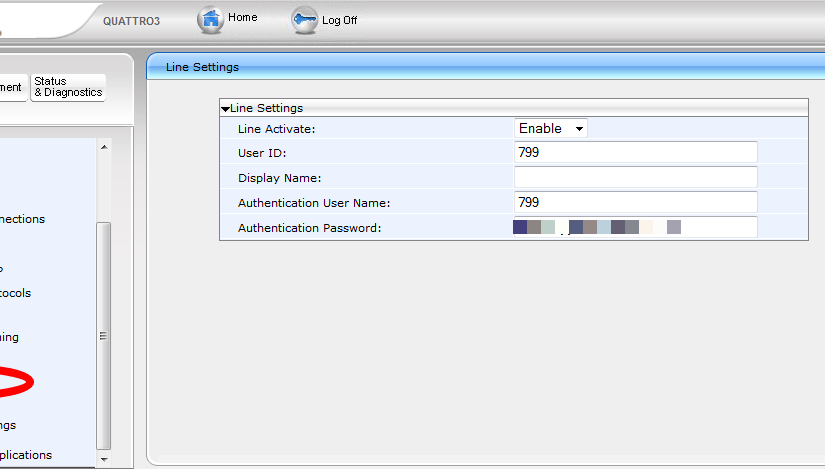 QUATTRO3
Home
Log Off
ment
Status
& Diagnostics
Line Settings
Line Settings
Line Activate:
Enable
User ID:
799
Display Name:
Authentication User Name:
799
Authentication Password:
nections
tocols
ning
ngs
plications